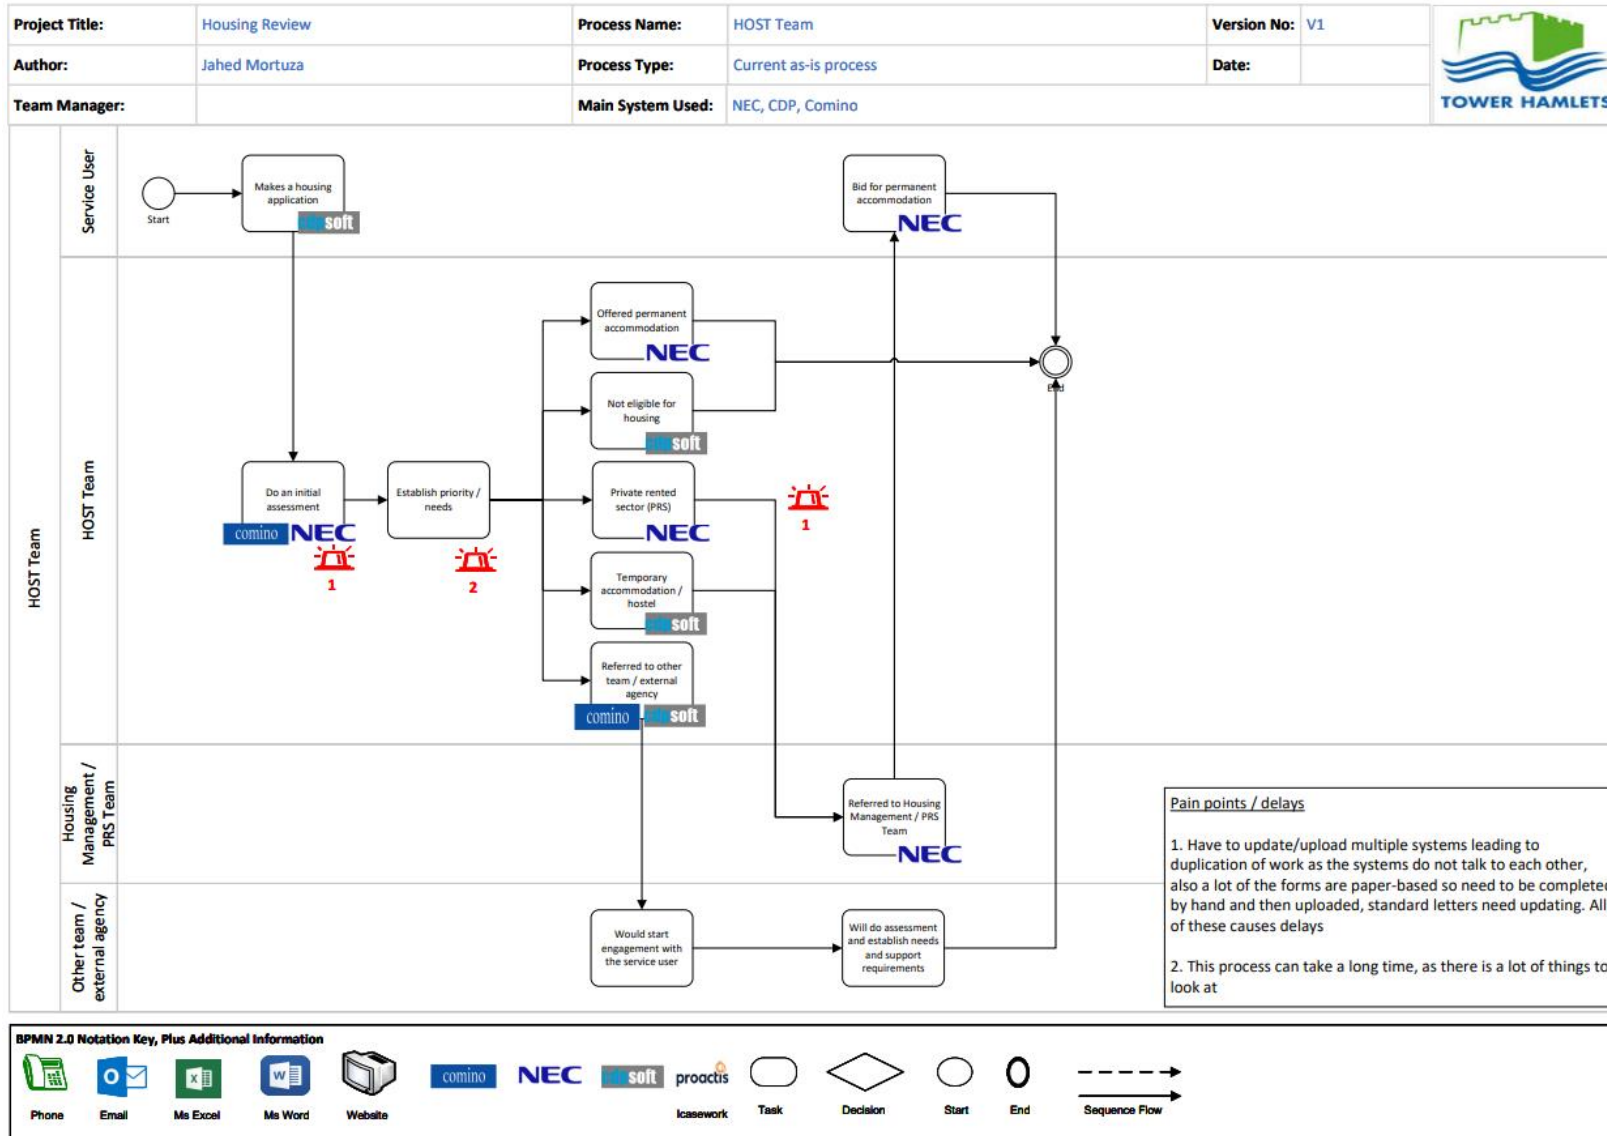 Project Title: Housing Review Process Name: HOST Team Version No: V1
Author: Jahed Mortuza Process Type: Current as-is process Date:
Team Manager: Main System Used: NEC, CDP, Comino
TOWER HAMLETS
HOST Team
Service User
Start
Makes a housing
application
cdpsoft
Bid for permanent
accommodation
NEC
HOST Team
Offered permanent
accommodation
NEC
End
Not eligible for
housing
cdpsoft
Do an initial
assessment
comino NEC
1
Establish priority /
needs
2
Private rented
sector (PRS)
NEC
1
Temporary
accommodation /
hostel
cdpsoft
Referred to other
team / external
agency
comino cdpsoft
Housing
Management /
PRS Team
Referred to Housing
Management / PRS
Team
NEC
Other team /
external agency
Would start
engagement with
the service user
Will do assessment
and establish needs
and support
requirements
Pain points / delays
1. Have to update/upload multiple systems leading to
duplication of work as the systems do not talk to each other,
also a lot of the forms are paper-based so need to be completed
by hand and then uploaded, standard letters need updating. All
of these causes delays
2. This process can take a long time, as there is a lot of things to
look at
BPMN 2.0 Notation Key, Plus Additional Information
comino NEC cdpsoft proactis
Phone Email Ms Excel Ms Word Website Icasework Task Decision Start End Sequence Flow